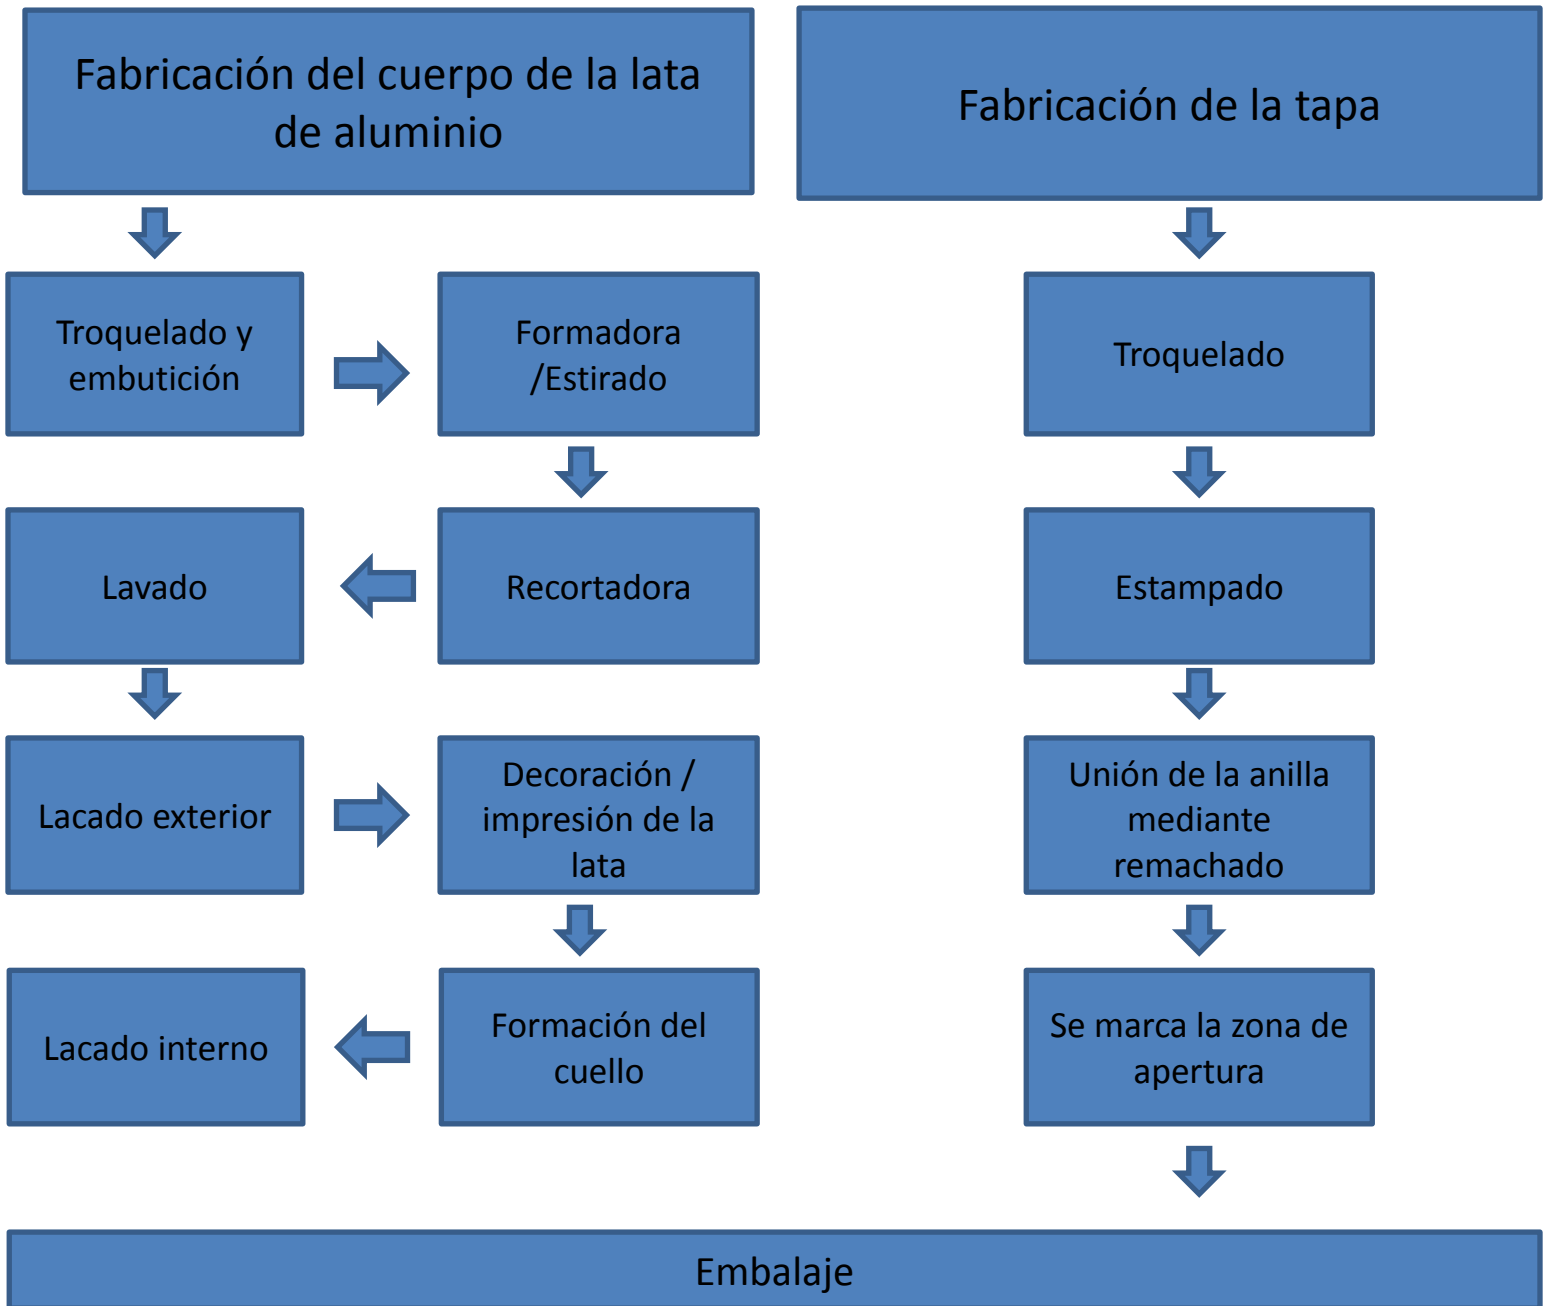 Fabricación del cuerpo de la lata
de aluminio
Fabricación de la tapa
Troquelado y
embutición
Formadora
/Estirado
Troquelado
Lavado
Recortadora
Estampado
Lacado exterior
Decoración /
impresión de la
lata
Unión de la anilla
mediante
remachado
Lacado interno
Formación del
cuello
Se marca la zona de
apertura
Embalaje